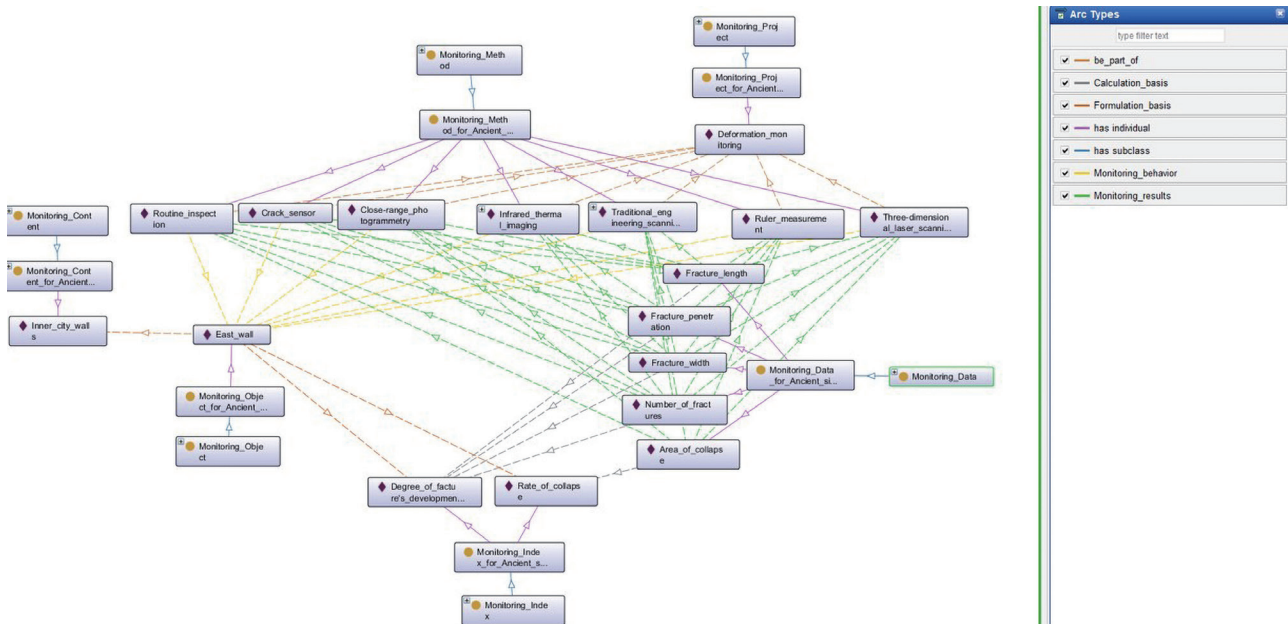 Monitoring_Proj
ect
Monitoring_Meth
od
Monitoring_Proj
ect_for_Ancient...
Monitoring_Met
hod_for_Ancient_...
Deformation_mon
itoring
Monitoring_Cont
ent
Routine_inspect
ion
Crack_sensor
Close-range_pho
togrammetry
Infrared_therma
l_imaging
Traditional_eng
ineering_scanni...
Ruler_measureme
nt
Three-dimension
al_laser_scanni...
Monitoring_Cont
ent_for_Ancient...
Fracture_length
Inner_city_wall
s
East_wall
Fracture_penetr
ation
Fracture_width
Monitoring_Data
_for_Ancient_si...
Monitoring_Data
Monitoring_Obje
ct_for_Ancient_...
Number_of_fract
ures
Monitoring_Obje
ct
Area_of_collaps
e
Degree_of_factu
re's_developmen...
Rate_of_collaps
e
Monitoring_Inde
x_for_Ancient_s...
Monitoring_Inde
x
Arc Types
type filter text
be_part_of
Calculation_basis
Formulation_basis
has individual
has subclass
Monitoring_behavior
Monitoring_results